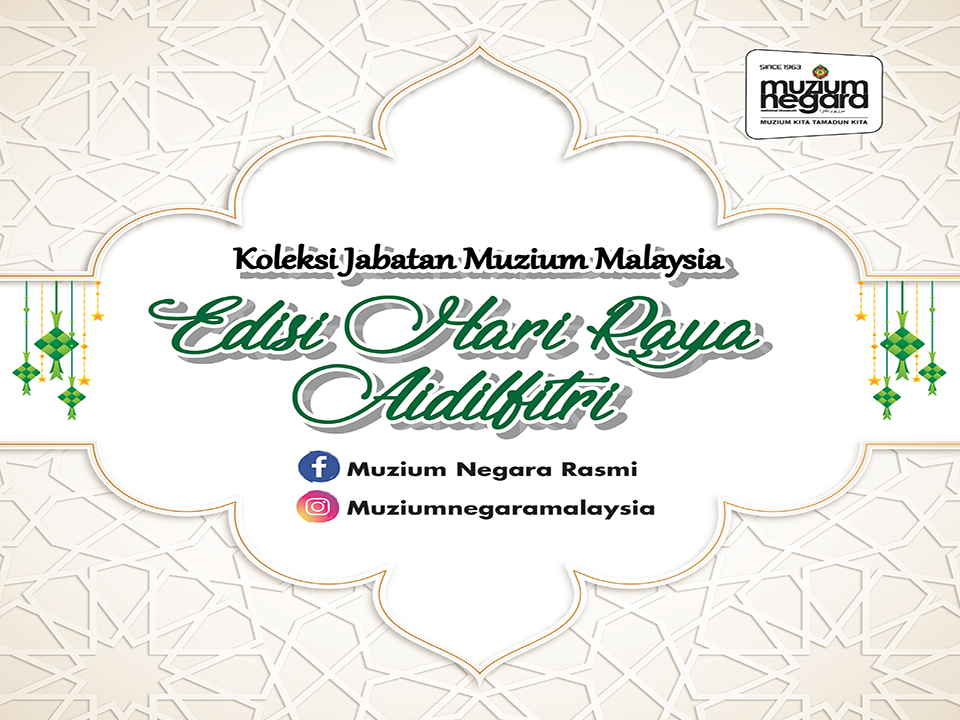 SINCE 1963
muzium
negara
MUZIUM KITA TAMADUN KITA
Koleksi Jabatan Muzium Malaysia
Edisi Hari Raya
Aidilfitri
Muzium Negara Rasmi
Muziumnegaramalaysia